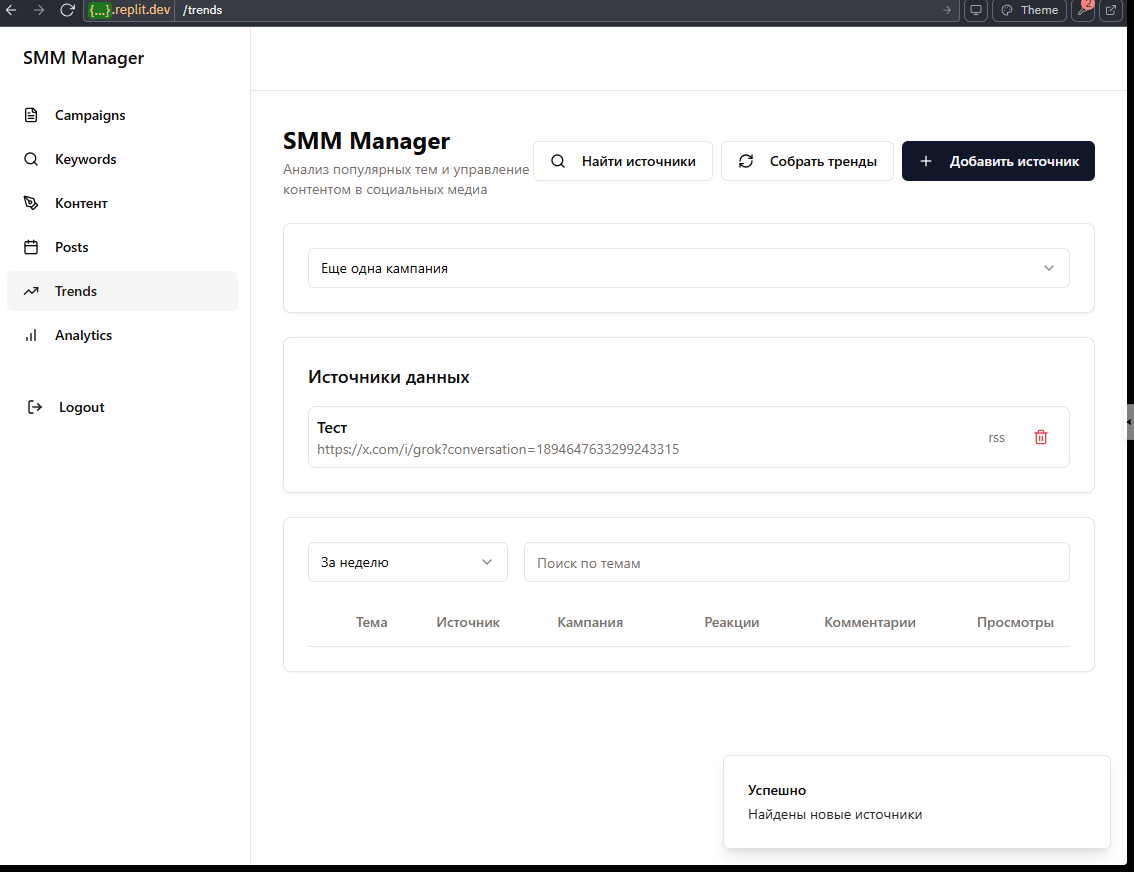 {...}.replit.dev /trends Theme 2
SMM Manager
Campaigns
Keywords
Контент
Posts
Trends
Analytics
Logout
SMM Manager
Анализ популярных тем и управление
контентом в социальных медиа
Найти источники
Собрать тренды
Добавить источник
Еще одна кампания
Источники данных
Тест
https://x.com/i/grok?conversation=1894647633299243315
rss
За неделю
Поиск по темам
Тема Источник Кампания Реакции Комментарии Просмотры
Успешно
Найдены новые источники